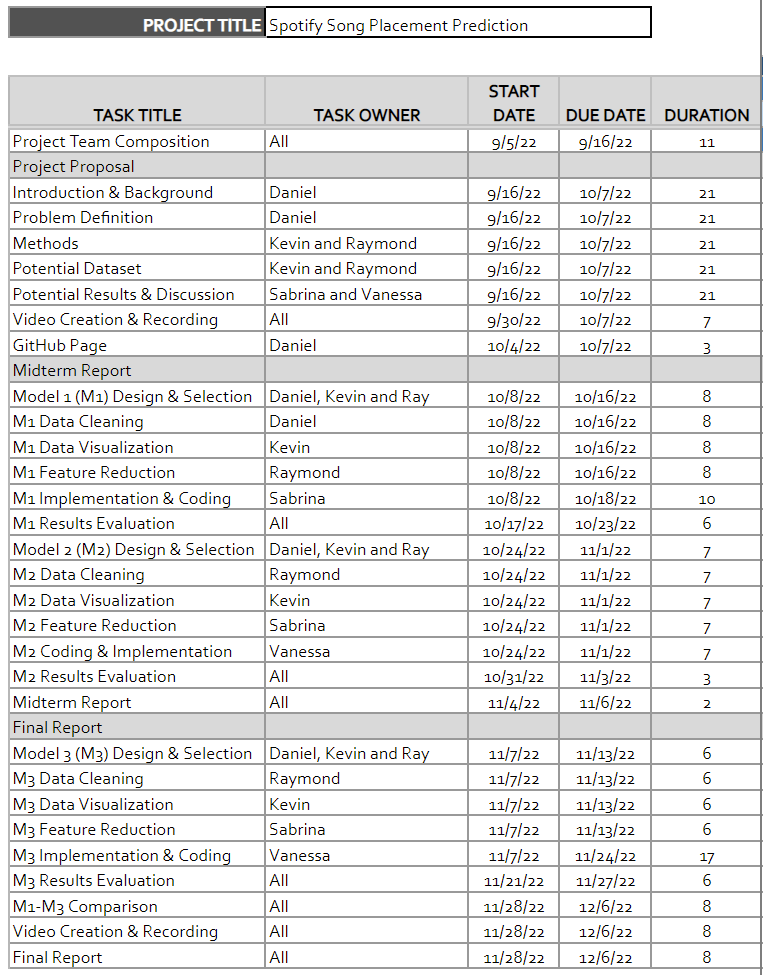 PROJECT TITLE Spotify Song Placement Prediction
TASK TITLE TASK OWNER START DATE DUE DATE DURATION
Project Team Composition All 9/5/22 9/16/22 11
Project Proposal
Introduction & Background Daniel 9/16/22 10/7/22 21
Problem Definition Daniel 9/16/22 10/7/22 21
Methods Kevin and Raymond 9/16/22 10/7/22 21
Potential Dataset Kevin and Raymond 9/16/22 10/7/22 21
Potential Results & Discussion Sabrina and Vanessa 9/16/22 10/7/22 21
Video Creation & Recording All 9/30/22 10/7/22 7
GitHub Page Daniel 10/4/22 10/7/22 3
Midterm Report
Model 1 (M1) Design & Selection Daniel, Kevin and Ray 10/8/22 10/16/22 8
M1 Data Cleaning Daniel 10/8/22 10/16/22 8
M1 Data Visualization Kevin 10/8/22 10/16/22 8
M1 Feature Reduction Raymond 10/8/22 10/16/22 8
M1 Implementation & Coding Sabrina 10/8/22 10/18/22 10
M1 Results Evaluation All 10/17/22 10/23/22 6
Model 2 (M2) Design & Selection Daniel, Kevin and Ray 10/24/22 11/1/22 7
M2 Data Cleaning Raymond 10/24/22 11/1/22 7
M2 Data Visualization Kevin 10/24/22 11/1/22 7
M2 Feature Reduction Sabrina 10/24/22 11/1/22 7
M2 Coding & Implementation Vanessa 10/24/22 11/1/22 7
M2 Results Evaluation All 10/31/22 11/3/22 3
Midterm Report All 11/4/22 11/6/22 2
Final Report
Model 3 (M3) Design & Selection Daniel, Kevin and Ray 11/7/22 11/13/22 6
M3 Data Cleaning Raymond 11/7/22 11/13/22 6
M3 Data Visualization Kevin 11/7/22 11/13/22 6
M3 Feature Reduction Sabrina 11/7/22 11/13/22 6
M3 Implementation & Coding Vanessa 11/7/22 11/24/22 17
M3 Results Evaluation All 11/21/22 11/27/22 6
M1-M3 Comparison All 11/28/22 12/6/22 8
Video Creation & Recording All 11/28/22 12/6/22 8
Final Report All 11/28/22 12/6/22 8